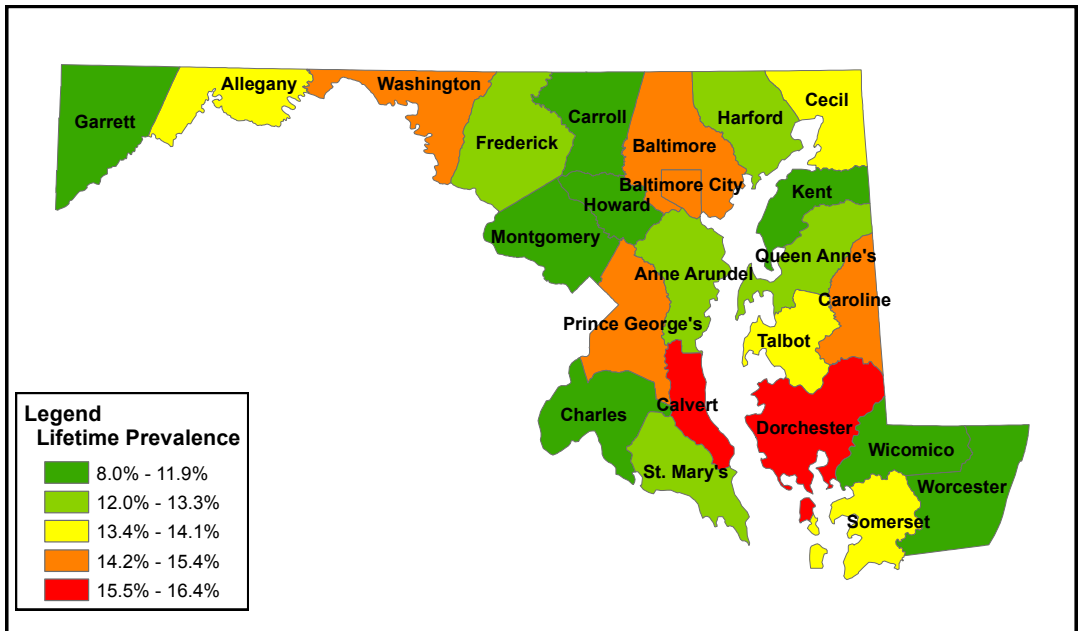 Allegany
Washington
Garrett
Carroll
Cecil
Harford
Frederick
Baltimore
Baltimore City
Kent
Howard
Montgomery
Queen Anne's
Anne Arundel
Caroline
Prince George's
Talbot
Calvert
Charles
Dorchester
Wicomico
St. Mary's
Worcester
Somerset
Legend
Lifetime Prevalence
8.0% - 11.9%
12.0% - 13.3%
13.4% - 14.1%
14.2% - 15.4%
15.5% - 16.4%